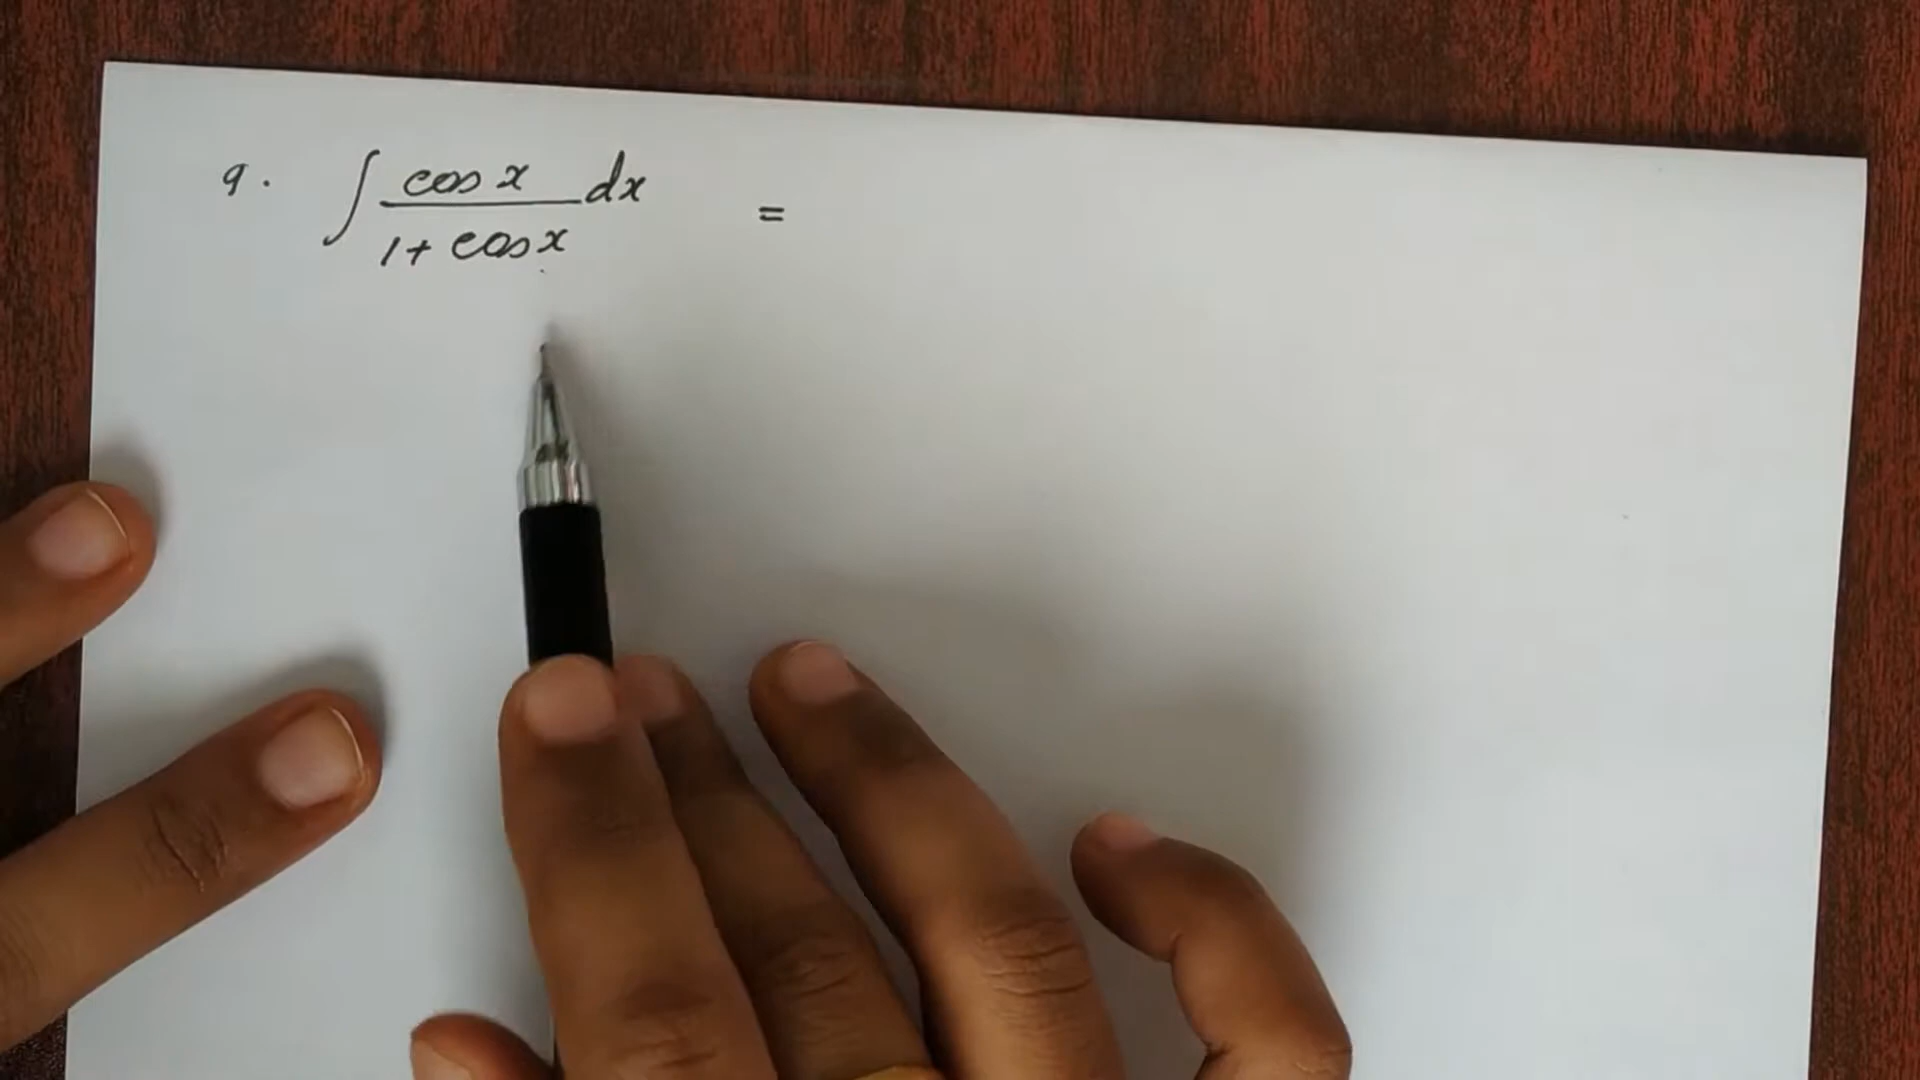 9. ∫ cos x / 1 + cos x dx =